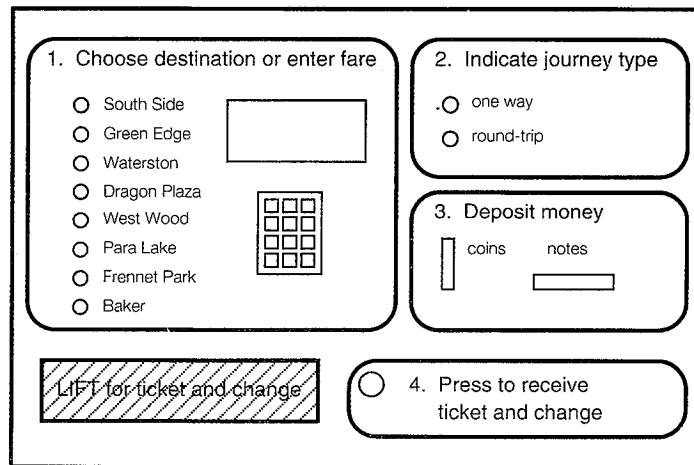 1. Choose destination or enter fare
South Side
Green Edge
Waterston
Dragon Plaza
West Wood
Para Lake
Frennet Park
Baker
2. Indicate journey type
one way
round-trip
3. Deposit money
coins notes
LIFT for ticket and change
4. Press to receive
ticket and change